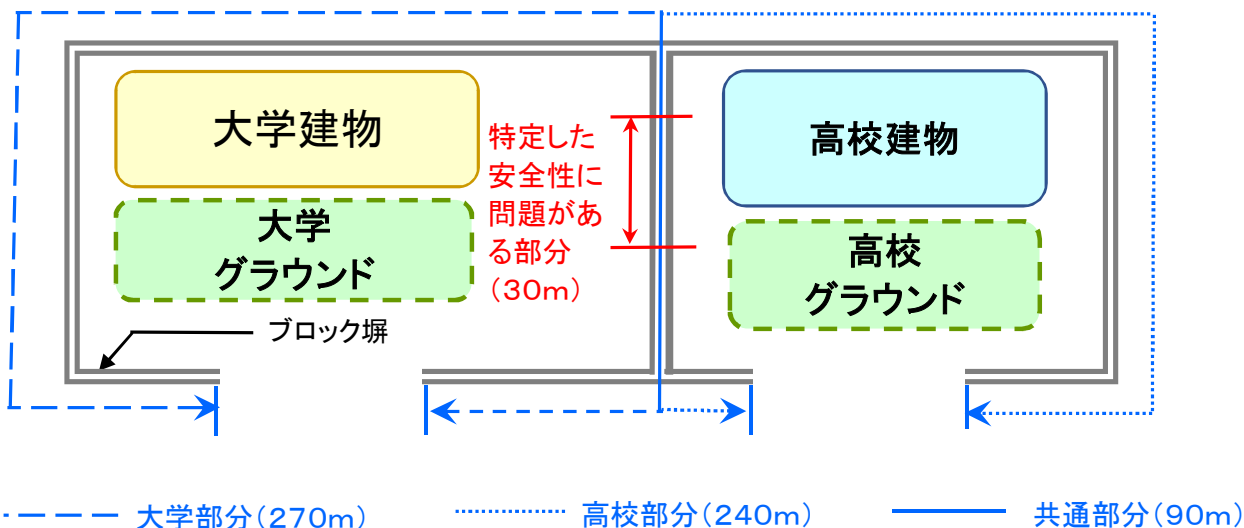 大学建物
特定した
安全性に
問題があ
る部分
(30m)
高校建物
大学
グラウンド
高校
グラウンド
ブロック塀
大学部分(270m)
高校部分(240m)
共通部分(90m)